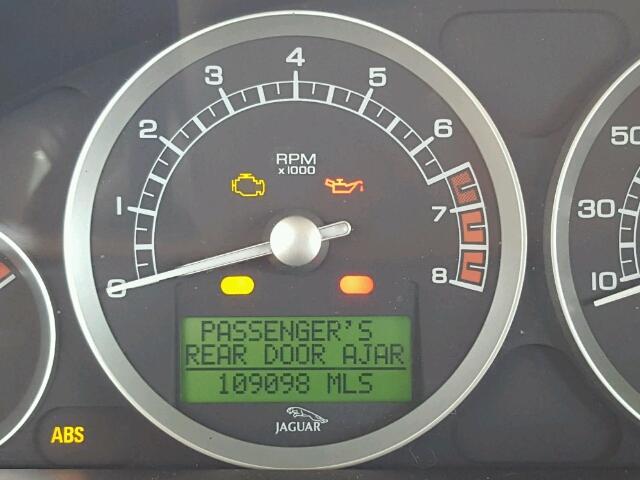 4
3
5
2
6
RPM
x1000
1
7
0
8
PASSENGER'S
REAR DOOR AJAR
109098 MLS
JAGUAR
ABS
50
30
10